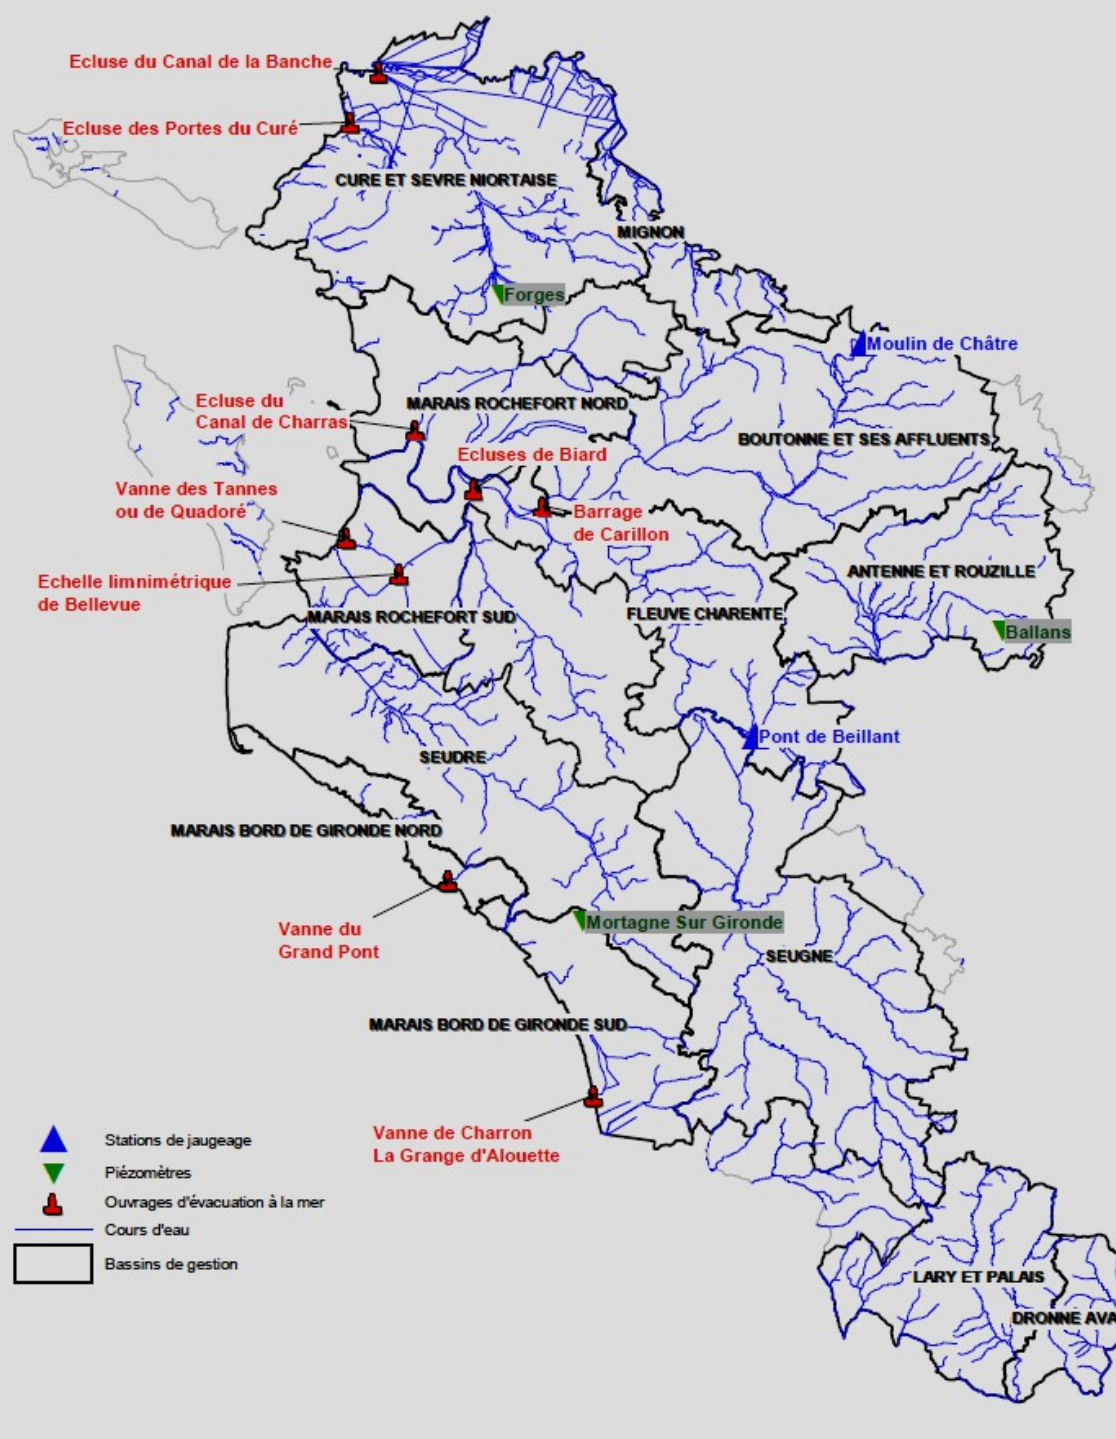 Ecluse du Canal de la Banche
Ecluse des Portes du Curé
CURE ET SEVRE NIORTAISE
MIGNON
Forges
Moulin de Châtre
Ecluse du
Canal de Charras
MARAIS ROCHEFORT NORD
BOUTONNE ET SES AFFLUENTS
Ecluses de Biard
Vanne des Tannes
ou de Quadoré
Barrage
de Carillon
Echelle limnimétrique
de Bellevue
ANTENNE ET ROUZILLE
MARAIS ROCHEFORT SUD
FLEUVE CHARENTE
Ballans
Pont de Beillant
SEUDRE
MARAIS BORD DE GIRONDE NORD
Vanne du
Grand Pont
Mortagne Sur Gironde
SEUGNE
MARAIS BORD DE GIRONDE SUD
Vanne de Charron
La Grange d'Alouette
Stations de jaugeage
Piézomètres
Ouvrages d'évacuation à la mer
Cours d'eau
Bassins de gestion
LARY ET PALAIS
DRONNE AVA